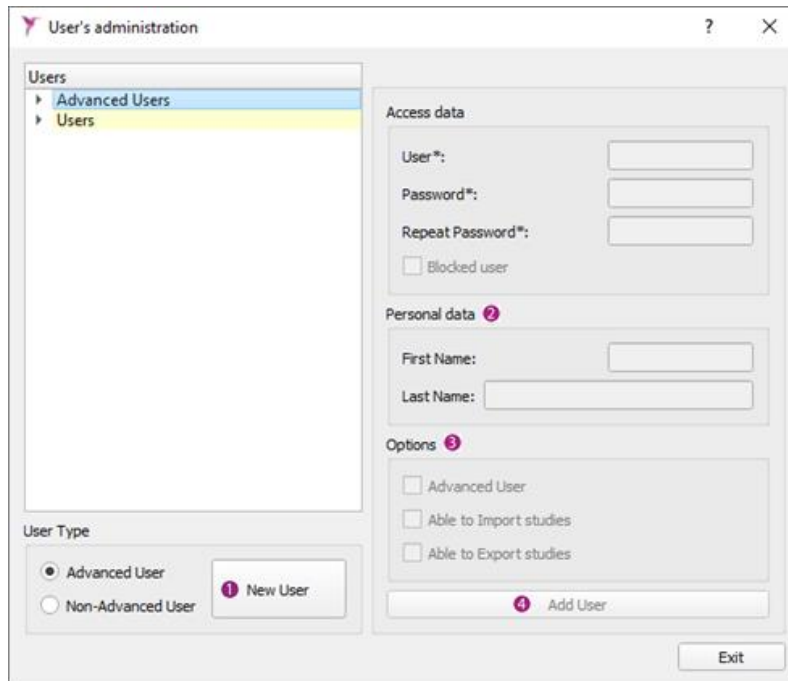 User's administration
?
Users
Advanced Users
Users
User Type
Advanced User
Non-Advanced User
1 New User
Access data
User*:
Password*:
Repeat Password*:
Blocked user
Personal data 2
First Name:
Last Name:
Options 3
Advanced User
Able to Import studies
Able to Export studies
4 Add User
Exit